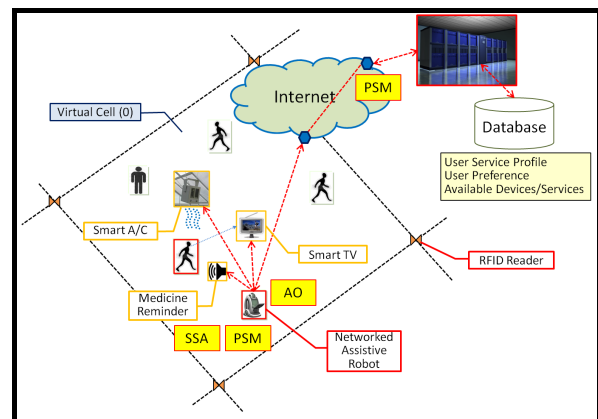 Internet
PSM
Virtual Cell (0)
Database
User Service Profile
User Preference
Available Devices/Services
Smart A/C
Smart TV
RFID Reader
Medicine
Reminder
AO
SSA
PSM
Networked
Assistive
Robot